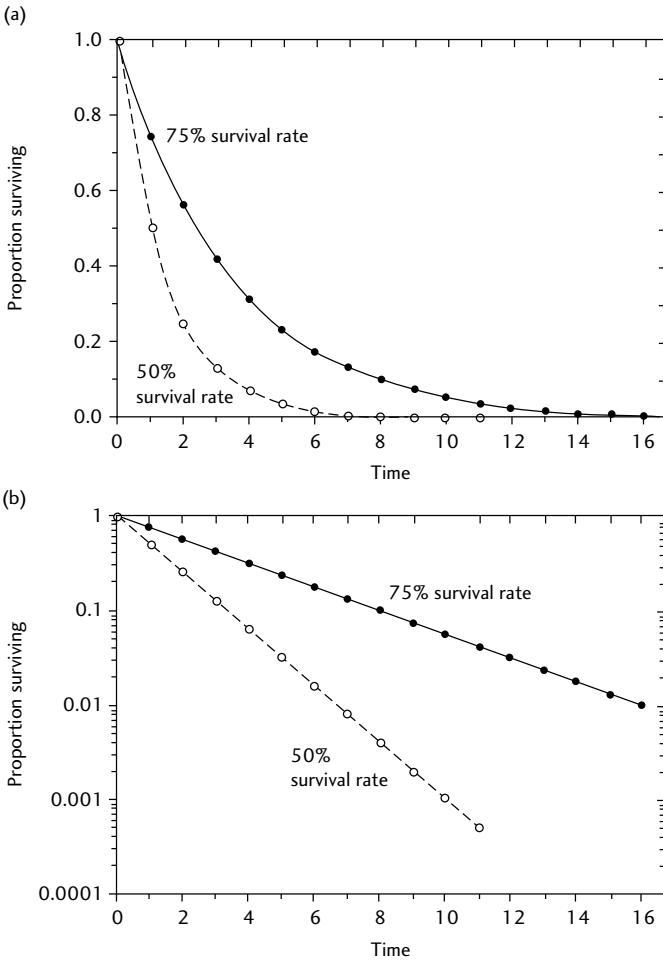 (a)
1.0
0.8
0.6
0.4
0.2
0.0
Proportion surviving
75% survival rate
50%
survival rate
0 2 4 6 8 10 12 14 16
Time
(b)
1
0.1
0.01
0.001
0.0001
Proportion surviving
75% survival rate
50%
survival rate
0 2 4 6 8 10 12 14 16
Time